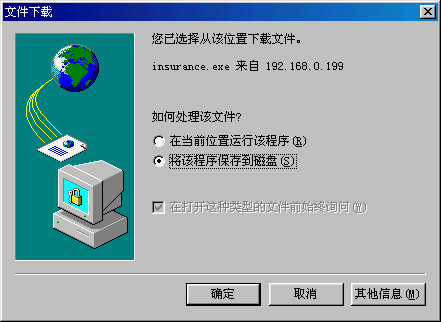 文件下载
您已选择从该位置下载文件。
insurance.exe 来自 192.168.0.199
如何处理该文件?
在当前位置运行该程序(R)
将该程序保存到磁盘(S)
在打开这种类型的文件前始终询问(W)
确定
取消
其他信息(M)